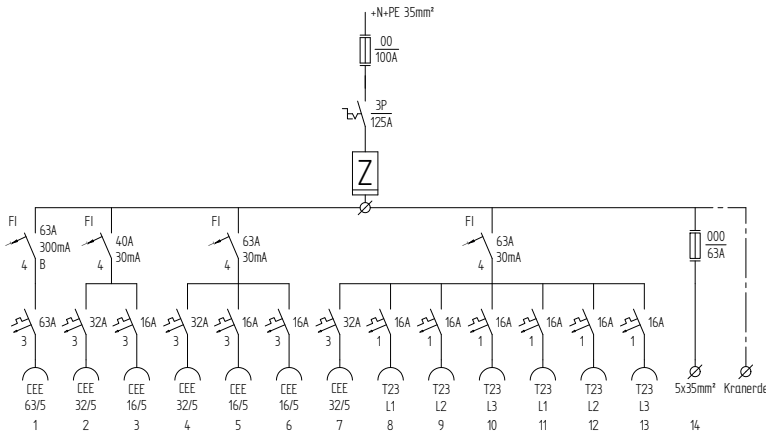 +N+PE 35mm²
00
100A
3P
125A
Z
FI
63A
300mA
4
B
FI
40A
30mA
4
FI
63A
30mA
4
FI
63A
30mA
4
000
63A
63A
3
32A
3
16A
3
32A
3
16A
3
16A
3
32A
3
16A
1
16A
1
16A
1
16A
1
16A
1
16A
1
CEE CEE CEE CEE CEE CEE CEE T23 T23 T23 T23 T23 T23 5x35mm² Kranerde
63/5 32/5 16/5 32/5 16/5 16/5 32/5 L1 L2 L3 L1 L2 L3
1 2 3 4 5 6 7 8 9 10 11 12 13 14